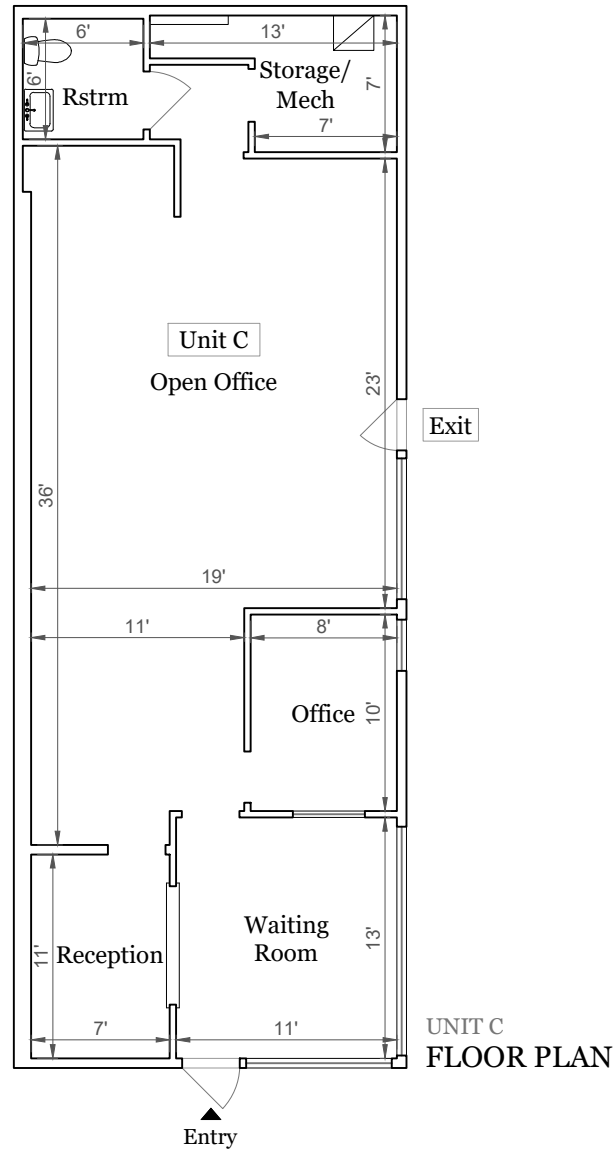 6'
13'
6'
Rstrm
Storage/
Mech
7'
7'
Unit C
Open Office
23'
Exit
36'
19'
11'
8'
Office
10'
11'
Reception
Waiting
Room
13'
7'
11'
UNIT C
FLOOR PLAN
Entry